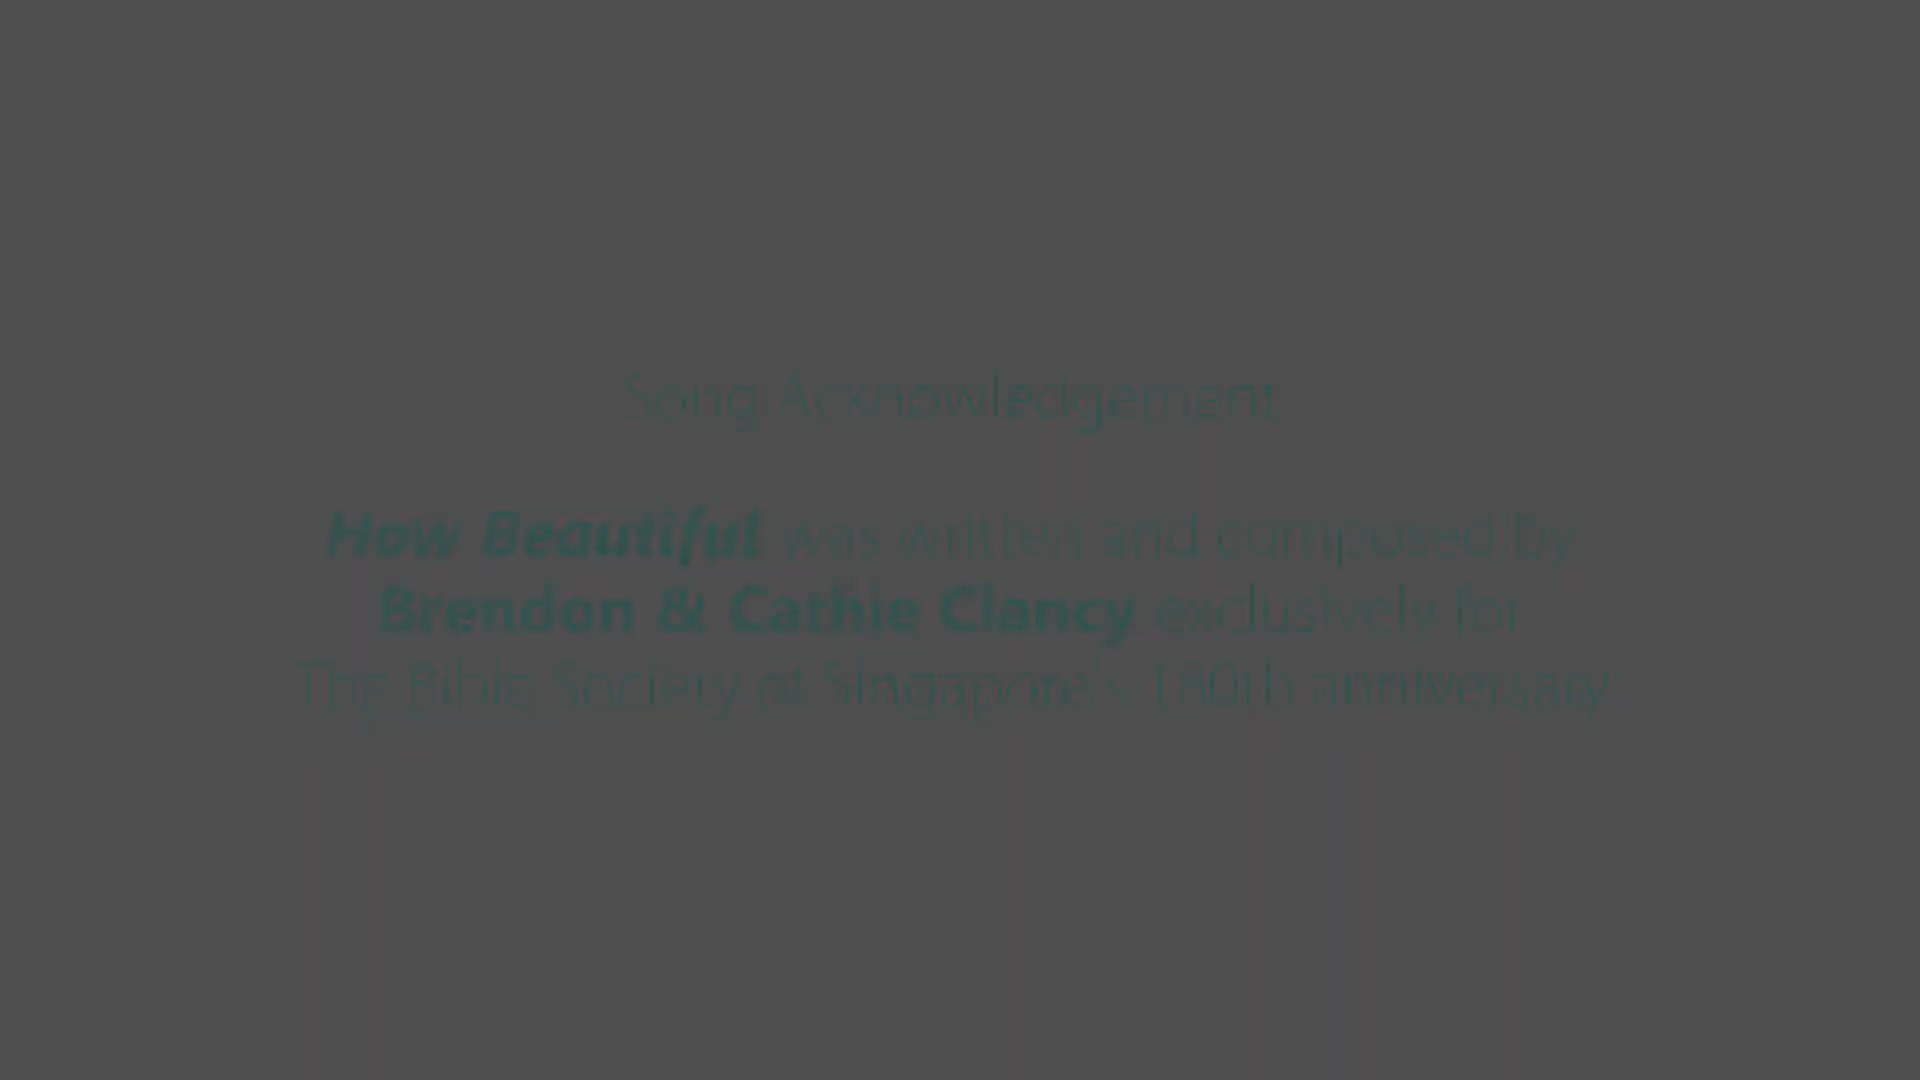 Song Acknowledgement
How Beautiful was written and composed by
Brendon & Cathie Clancy exclusively for
The Bible Society of Singapore's 180th anniversary